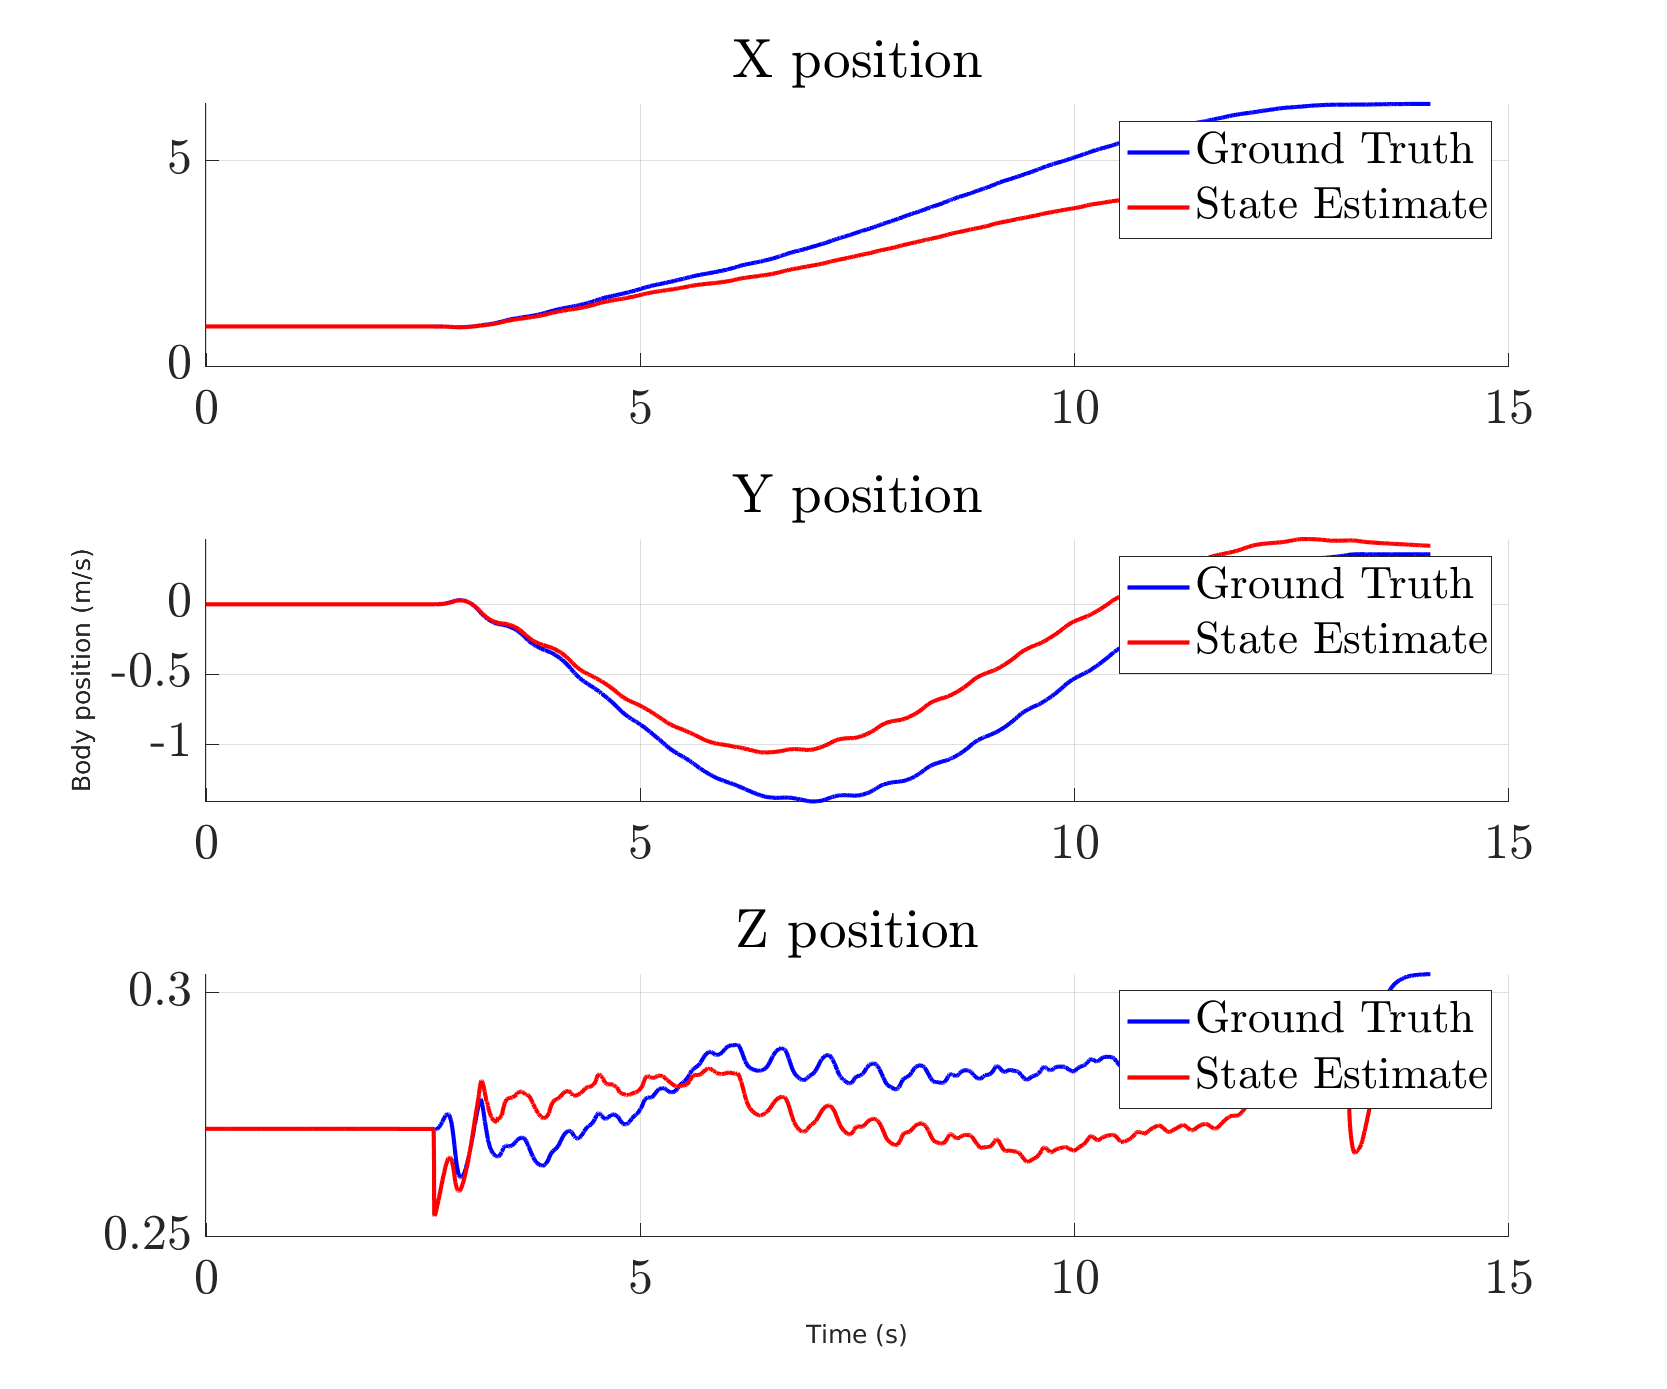 X position
5
0
0 5 10 15
Ground Truth
State Estimate
Y position
Body position (m/s)
0
-0.5
-1
0 5 10 15
Ground Truth
State Estimate
Z position
0.3
0.25
0 5 10 15
Ground Truth
State Estimate
Time (s)